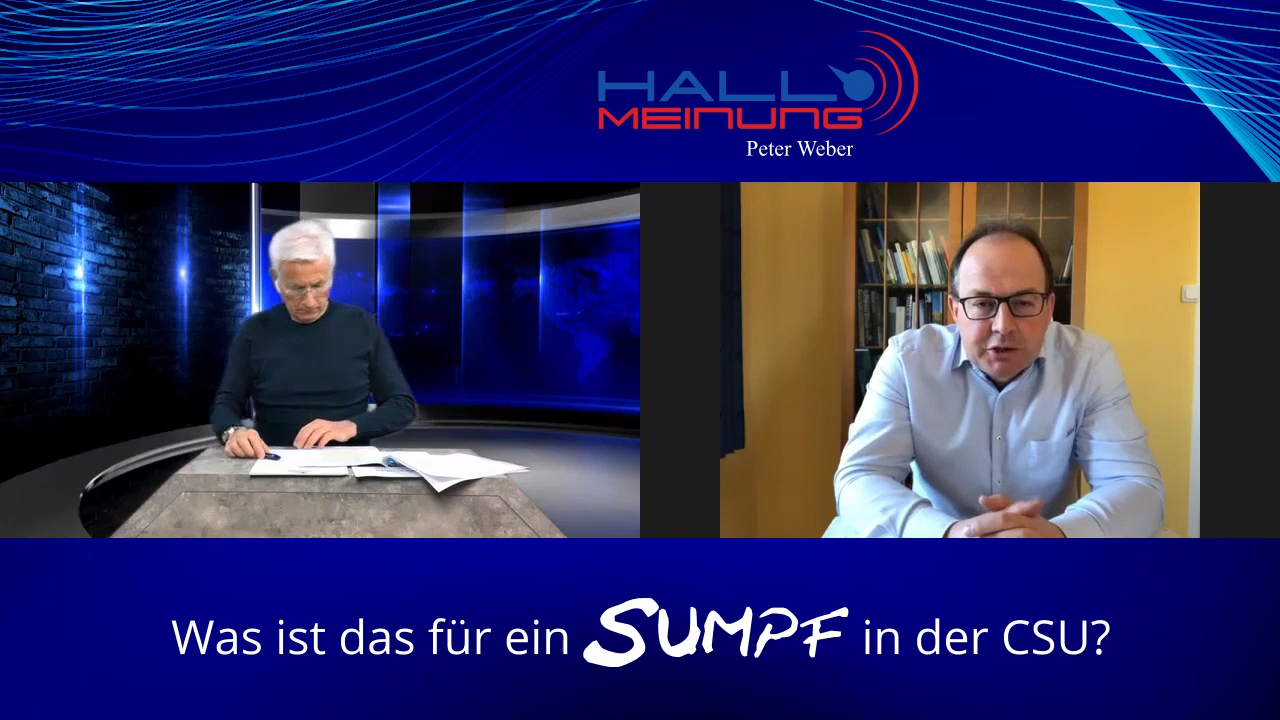 HALLO
MEINUNG
Peter Weber
Was ist das für ein SUMPF in der CSU?